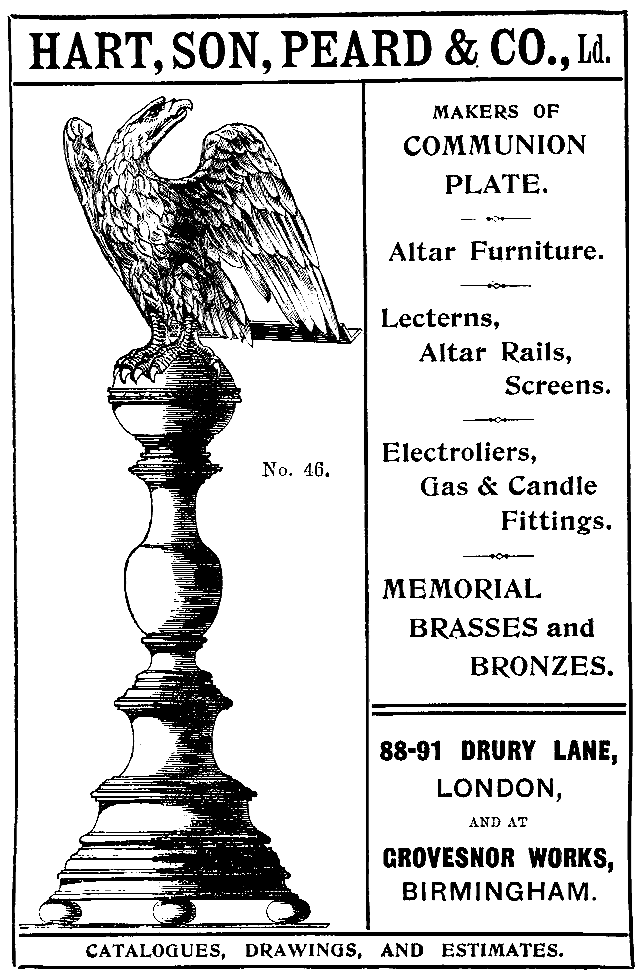 HART, SON, PEARD & CO., Ld.
No. 46.
MAKERS OF
COMMUNION
PLATE.
Altar Furniture.
Lecterns,
Altar Rails,
Screens.
Electroliers,
Gas & Candle
Fittings.
MEMORIAL
BRASSES and
BRONZES.
88-91 DRURY LANE,
LONDON,
AND AT
GROVESNOR WORKS,
BIRMINGHAM.
CATALOGUES, DRAWINGS, AND ESTIMATES.